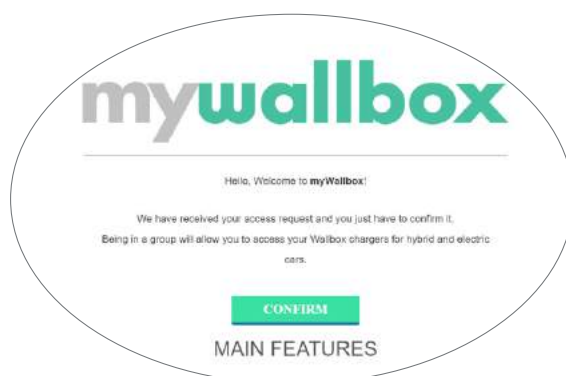 mywallbox
Hello, Welcome to myWallbox!
We have received your access request and you just have to confirm it.
Being in a group will allow you to access your Wallbox chargers for hybrid and electric
cars.
CONFIRM
MAIN FEATURES